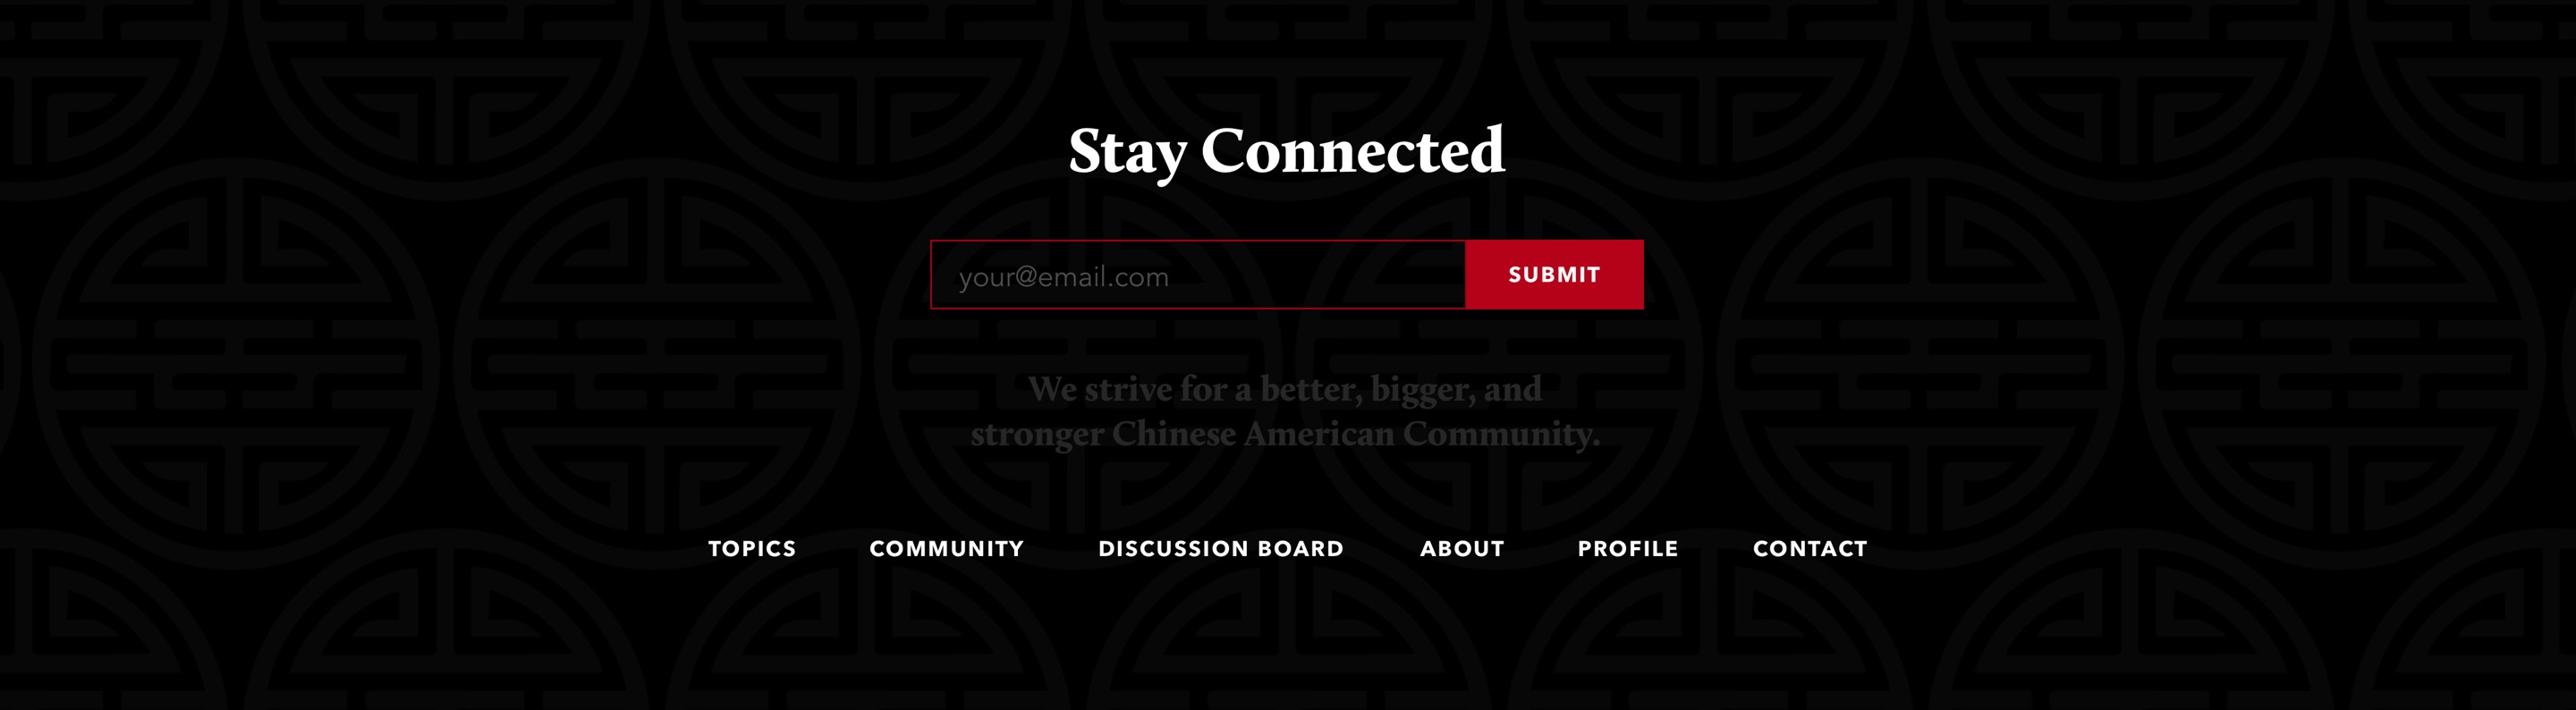 Stay Connected
your@email.com
SUBMIT
We strive for a better, bigger, and
stronger Chinese American Community.
TOPICS COMMUNITY DISCUSSION BOARD ABOUT PROFILE CONTACT